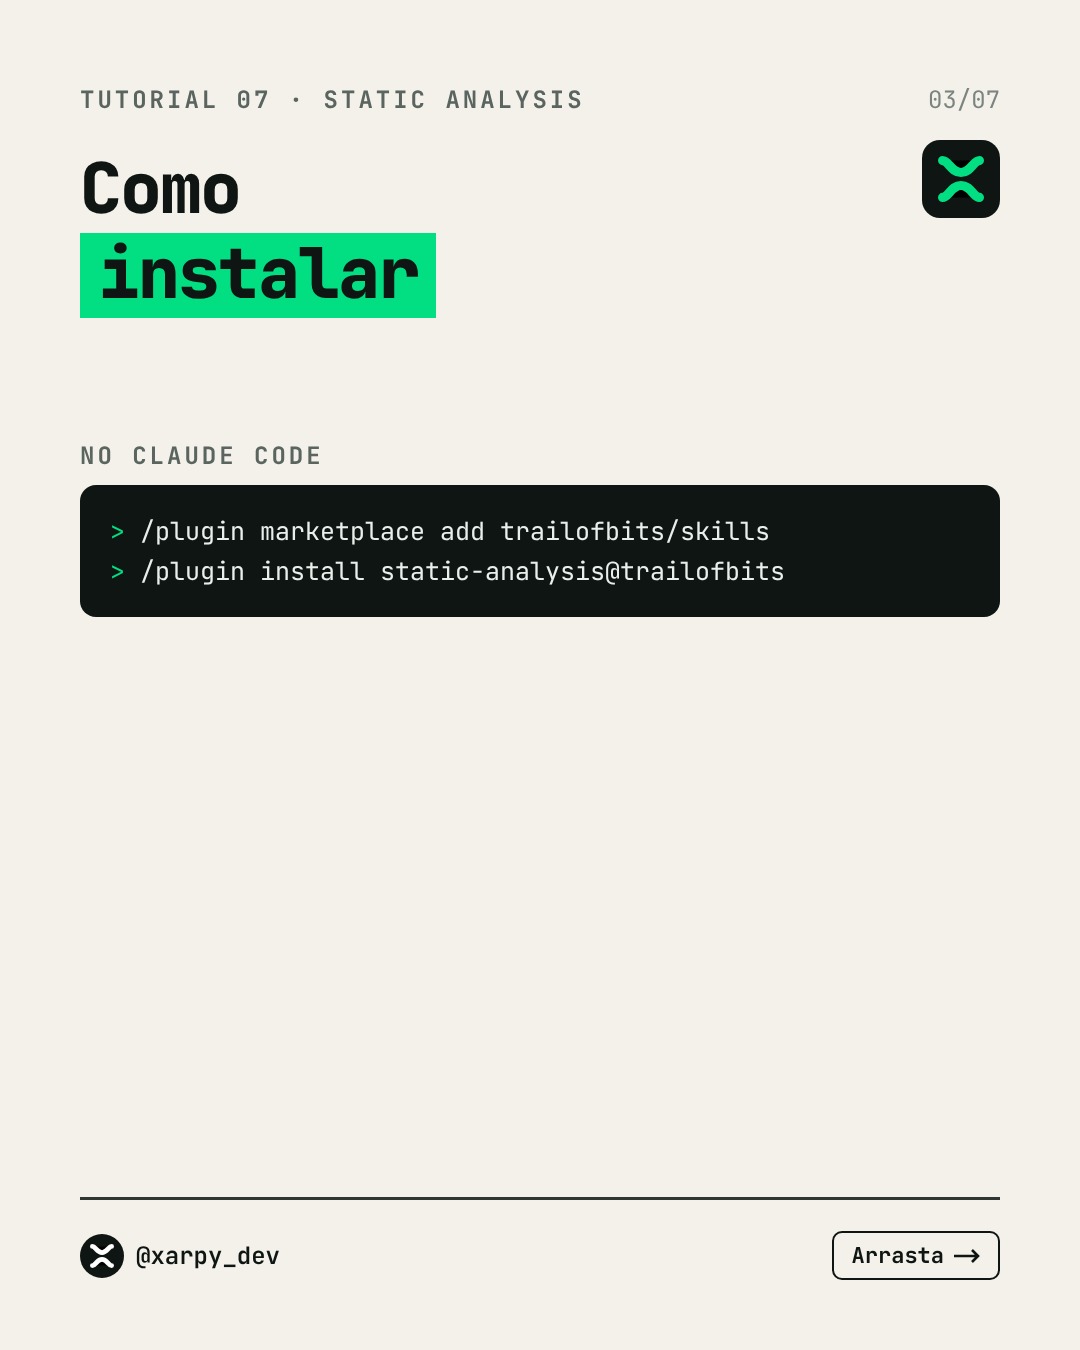 TUTORIAL 07 · STATIC ANALYSIS
03/07
Como
instalar
NO CLAUDE CODE
> /plugin marketplace add trailofbits/skills
> /plugin install static-analysis@trailofbits
@xarpy_dev
Arrasta →